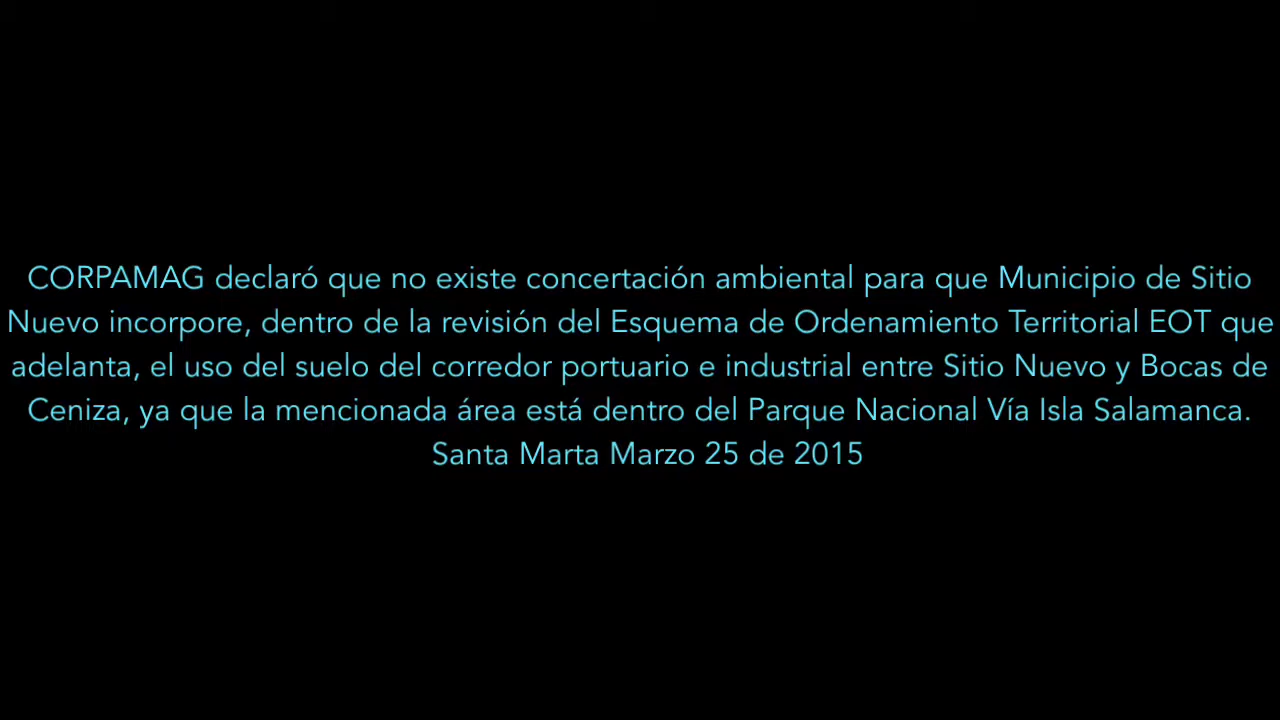 CORPAMAG declaró que no existe concertación ambiental para que Municipio de Sitio
Nuevo incorpore, dentro de la revisión del Esquema de Ordenamiento Territorial EOT que
adelanta, el uso del suelo del corredor portuario e industrial entre Sitio Nuevo y Bocas de
Ceniza, ya que la mencionada área está dentro del Parque Nacional Vía Isla Salamanca.
Santa Marta Marzo 25 de 2015